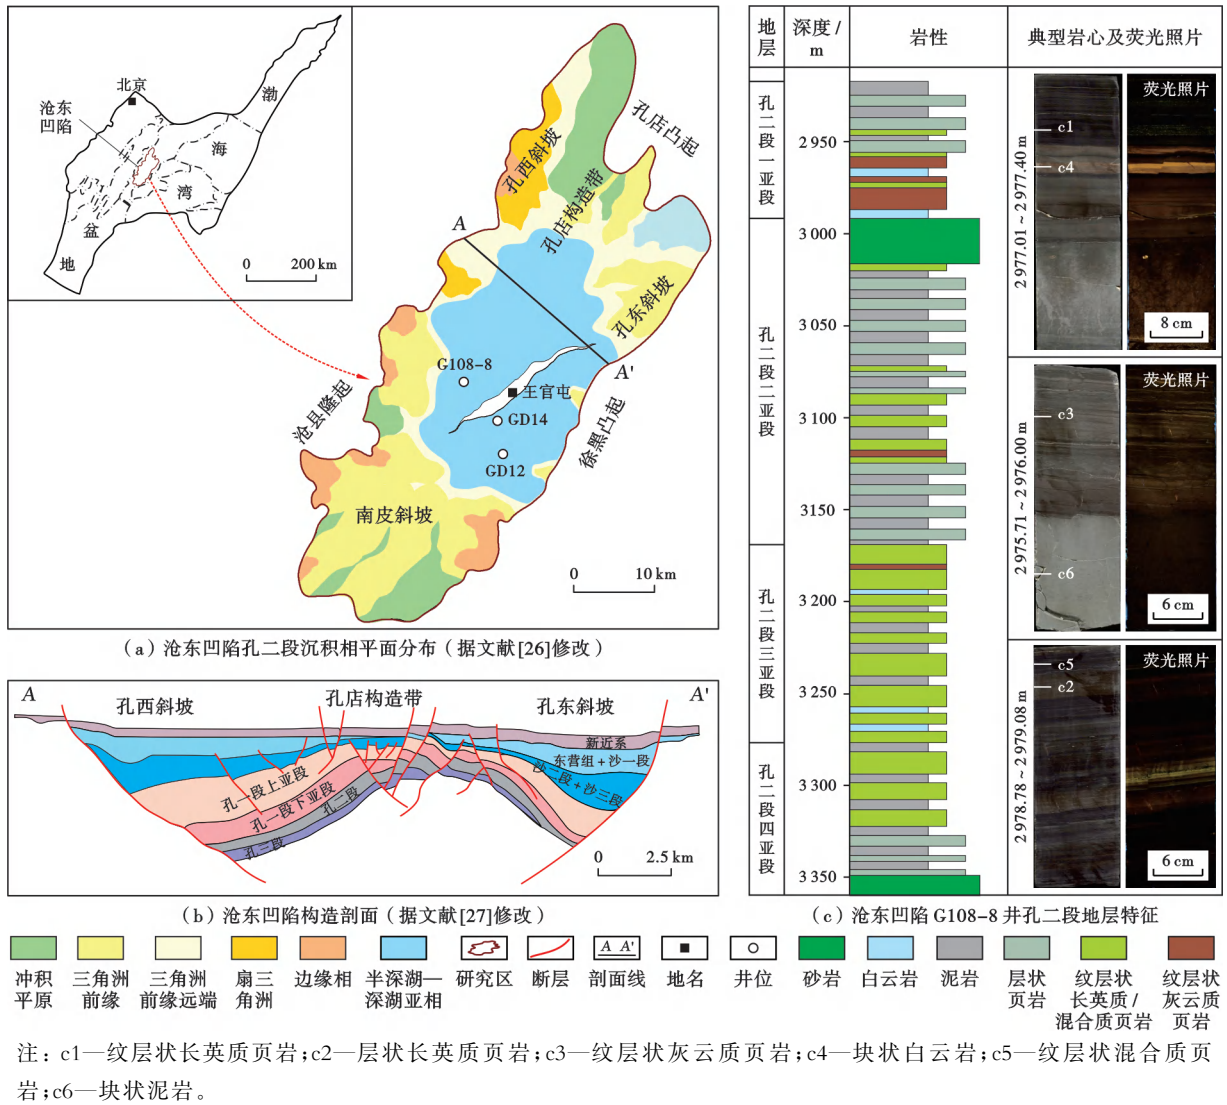 北京
沧东
凹陷
渤
海
湾
盆
地
0 200 km
孔西斜坡
孔店凸起
孔店构造带
A
孔东斜坡
G108-8
A'
王官屯
沧县隆起
GD14
徐黑凸起
GD12
南皮斜坡
0 10 km
(a) 沧东凹陷孔二段沉积相平面分布(据文献[26]修改)
A 孔西斜坡 孔店构造带 孔东斜坡 A'
新近系
东营组+沙一段
沙二段+沙三段
孔一段上亚段
孔一段下亚段
孔二段
孔三段
0 2.5 km
(b) 沧东凹陷构造剖面(据文献[27]修改)
地层 深度/m 岩性 典型岩心及荧光照片
孔二段一亚段
孔二段二亚段
孔二段三亚段
孔二段四亚段
2 950
3 000
3 050
3 100
3 150
3 200
3 250
3 300
3 350
2 977.01~2 977.40 m
荧光照片
c1
c4
8 cm
2 975.71~2 976.00 m
荧光照片
c3
c6
6 cm
2 978.78~2 979.08 m
荧光照片
c5
c2
6 cm
(c) 沧东凹陷 G108-8 井孔二段地层特征
冲积平原
三角洲前缘
三角洲前缘远端
扇三角洲
边缘相
半深湖—深湖亚相
研究区
断层
A A'
剖面线
地名
井位
砂岩
白云岩
泥岩
层状页岩
纹层状长英质/混合质页岩
纹层状灰云质页岩
注:c1—纹层状长英质页岩;c2—层状长英质页岩;c3—纹层状灰云质页岩;c4—块状白云岩;c5—纹层状混合质页
岩;c6—块状泥岩。